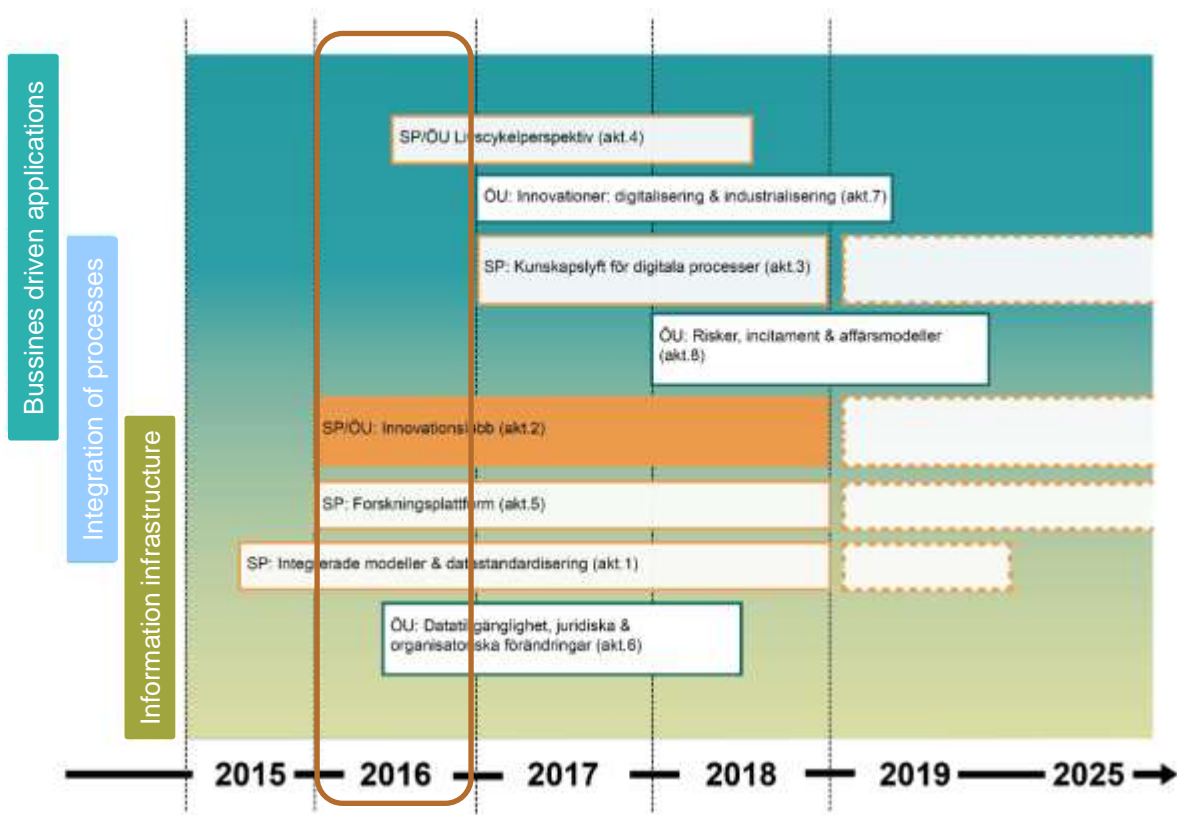 Bussines driven applications
Integration of processes
Information infrastructure
SP/ÖU Livscykelperspektiv (akt.4)
ÖU: Innovationer: digitalisering & industrialisering (akt.7)
SP: Kunskapslyft för digitala processer (akt.3)
ÖU: Risker, incitament & affärsmodeller
(akt.8)
SP/ÖU: Innovationslabb (akt.2)
SP: Forskningsplattform (akt.5)
SP: Integrerade modeller & datastandardisering (akt.1)
ÖU: Datatillgänglighet, juridiska &
organisatoriska förändringar (akt.6)
2015 2016 2017 2018 2019 2025